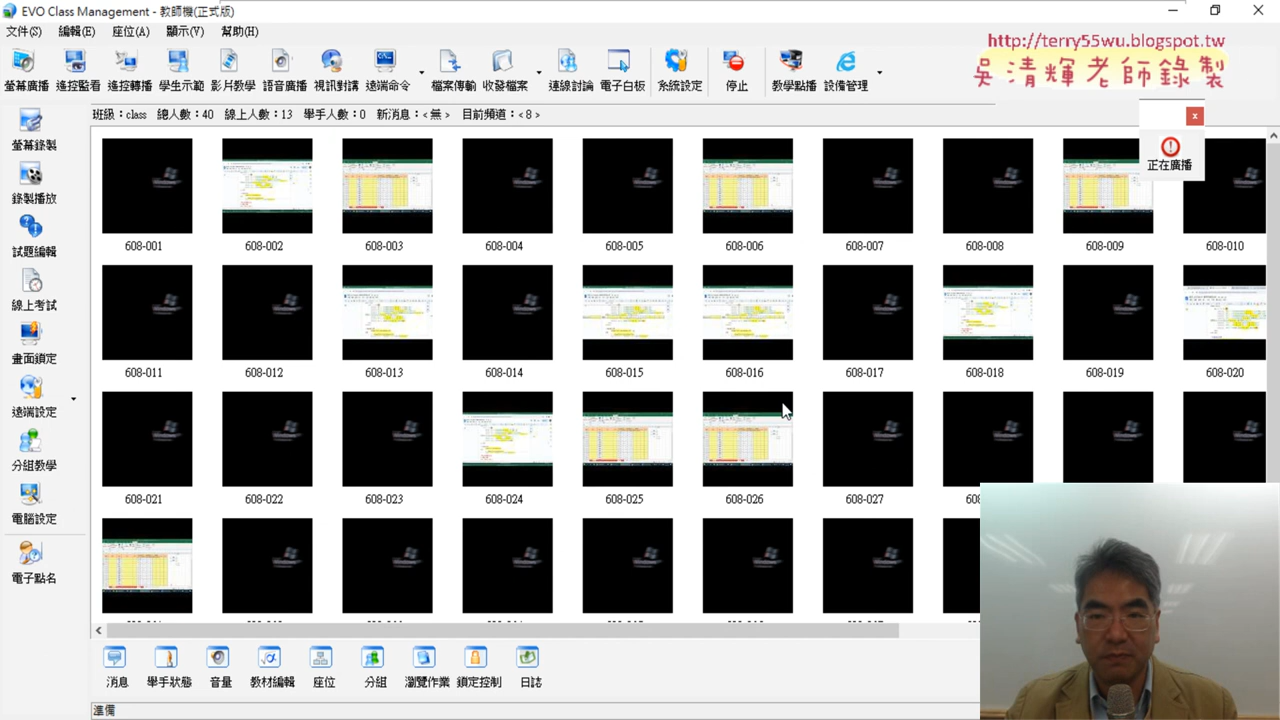 EVO Class Management - 教師機(正式版)
文件(S) 編輯(E) 座位(A) 顯示(V) 幫助(H)
http://terry55wu.blogspot.tw
吳清輝老師錄製
螢幕廣播 遙控監看 遙控轉播 學生示範 影片教學 語音廣播 視訊對講 遠端命令 檔案傳輸 收發檔案 連線討論 電子白板 系統設定 停止 教學點播 設備管理
班級：class 總人數：40 線上人數：13 舉手人數：0 新消息：< 無 > 目前頻道：< 8 >
x
正在廣播
螢幕錄製
錄製播放
試題編輯
線上考試
畫面鎖定
遠端設定
分組教學
電腦設定
電子點名
608-001 608-002 608-003 608-004 608-005 608-006 608-007 608-008 608-009 608-010
608-011 608-012 608-013 608-014 608-015 608-016 608-017 608-018 608-019 608-020
608-021 608-022 608-023 608-024 608-025 608-026 608-027
消息 舉手狀態 音量 教材編輯 座位 分組 瀏覽作業 鎖定控制 日誌
準備